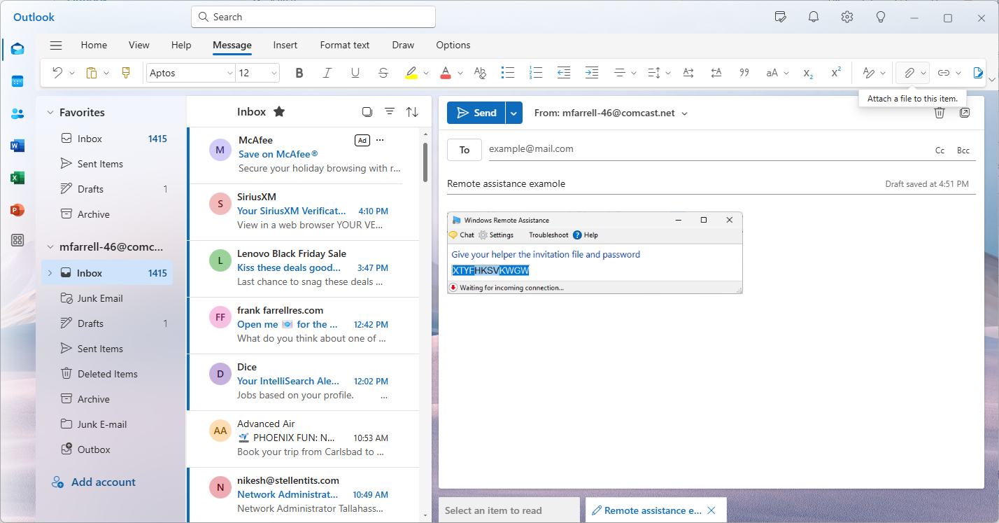 Outlook
Search
Home View Help Message Insert Format text Draw Options
Aptos 12 B I U S A A aA x₂ x²
Attach a file to this item.
Favorites
Inbox 1415
Sent Items
Drafts 1
Archive
mfarrell-46@comc...
Inbox 1415
Junk Email
Drafts 1
Sent Items
Deleted Items
Archive
Junk E-mail
Outbox
Add account
Inbox
M
McAfee Ad ...
Save on McAfee®
Secure your holiday browsing with r...
S
SiriusXM
Your SiriusXM Verificat... 4:10 PM
View in a web browser YOUR VE...
L
Lenovo Black Friday Sale
Kiss these deals good... 3:47 PM
Last chance to snag these deals ...
FF
frank farrellres.com
Open me 📧 for the ... 12:42 PM
What do you think about one of ...
D
Dice
Your IntelliSearch Ale... 12:02 PM
Jobs based on your profile. ...
AA
Advanced Air
🛩️ PHOENIX FUN: N... 10:53 AM
Book your trip from Carlsbad to ...
N
nikesh@stellentits.com
Network Administrat... 10:49 AM
Network Administrator Tallahass...
Send From: mfarrell-46@comcast.net
To example@mail.com Cc Bcc
Remote assistance examole Draft saved at 4:51 PM
Windows Remote Assistance
Chat Settings Troubleshoot Help
Give your helper the invitation file and password
XTYFHKSVKWGW
Waiting for incoming connection...
Select an item to read
Remote assistance e...